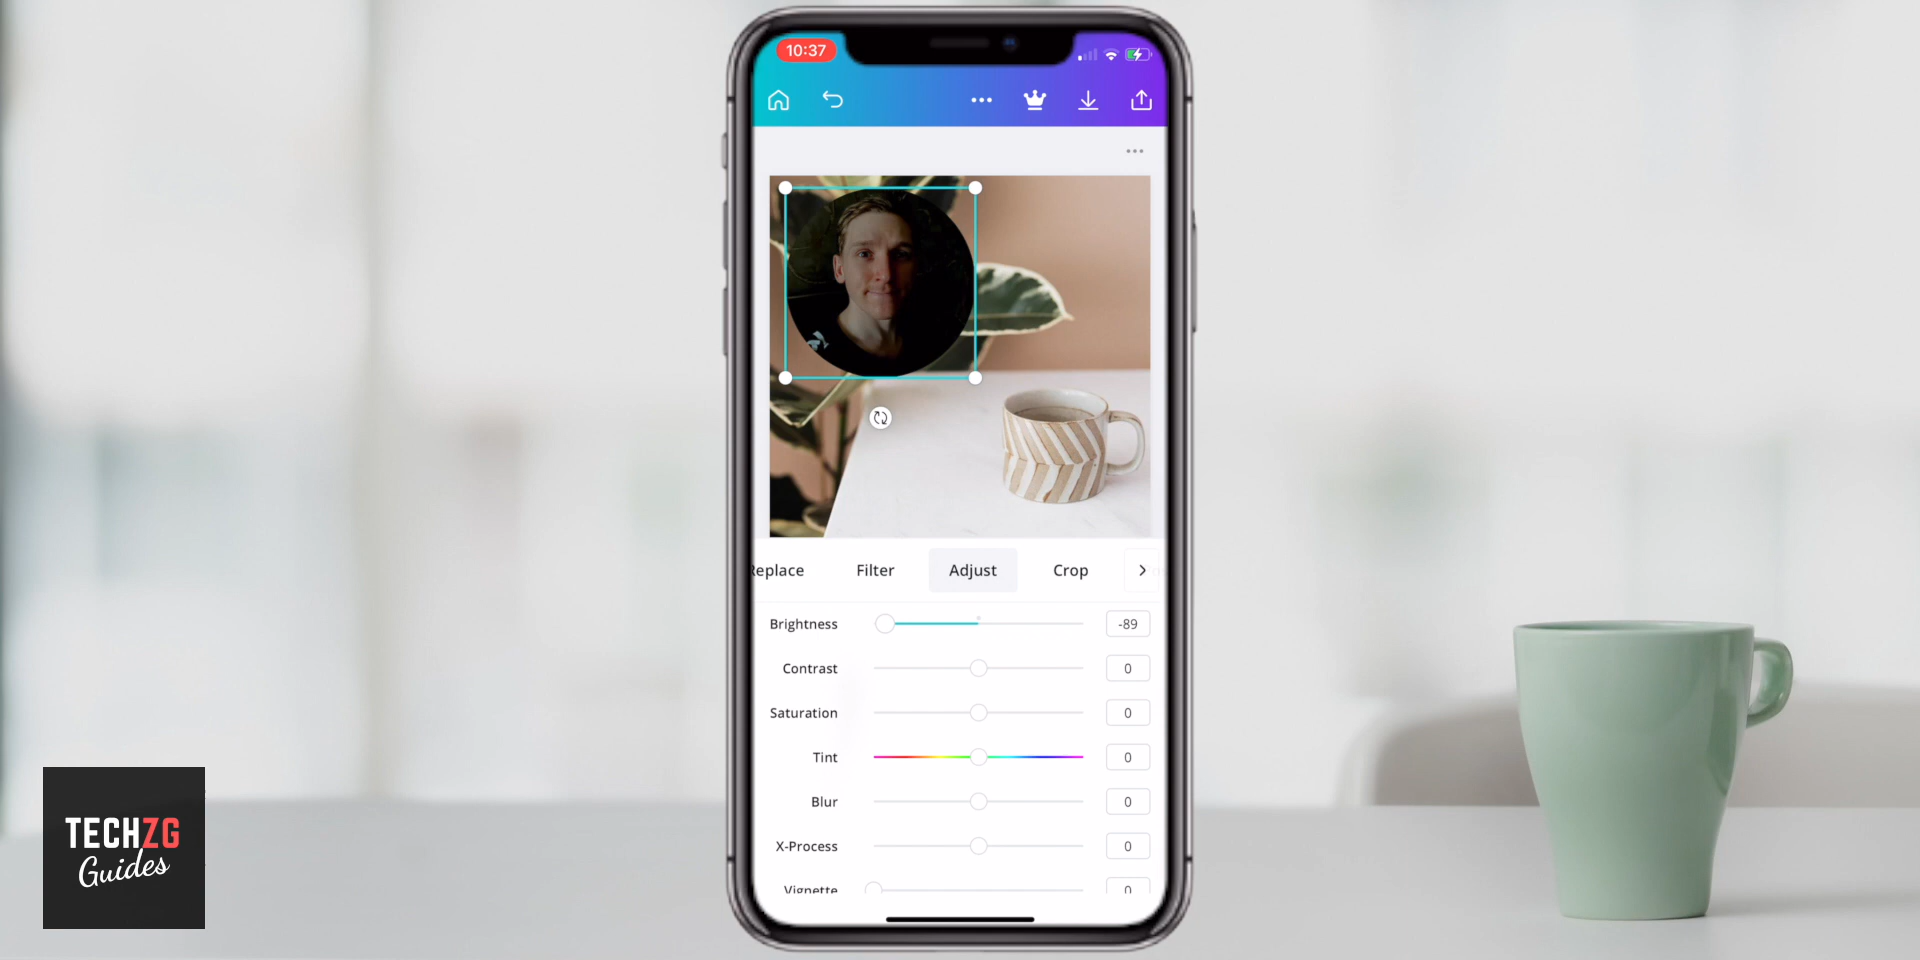 10:37
Replace Filter Adjust Crop
Brightness -89
Contrast 0
Saturation 0
Tint 0
Blur 0
X-Process 0
Vignette 0
TECHZG
Guides